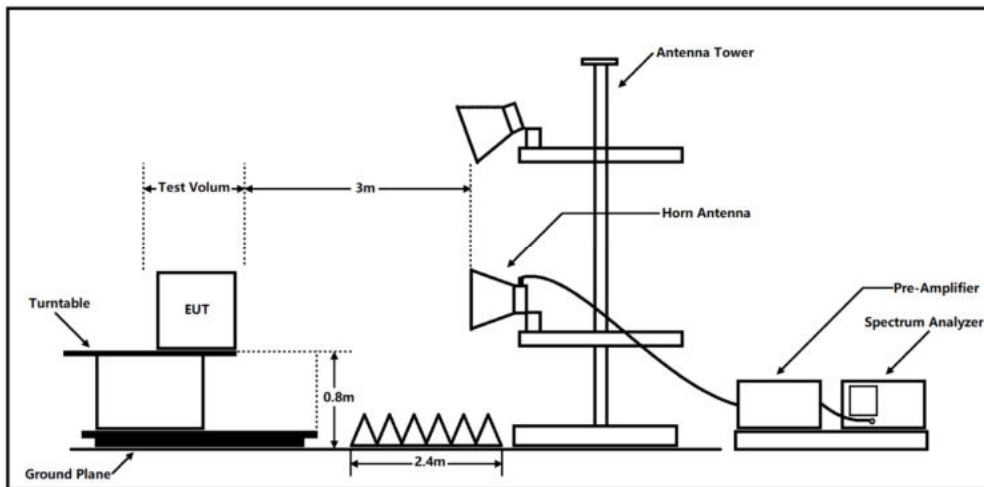 Antenna Tower
Test Volum
3m
Horn Antenna
EUT
Turntable
Pre-Amplifier
Spectrum Analyzer
0.8m
2.4m
Ground Plane